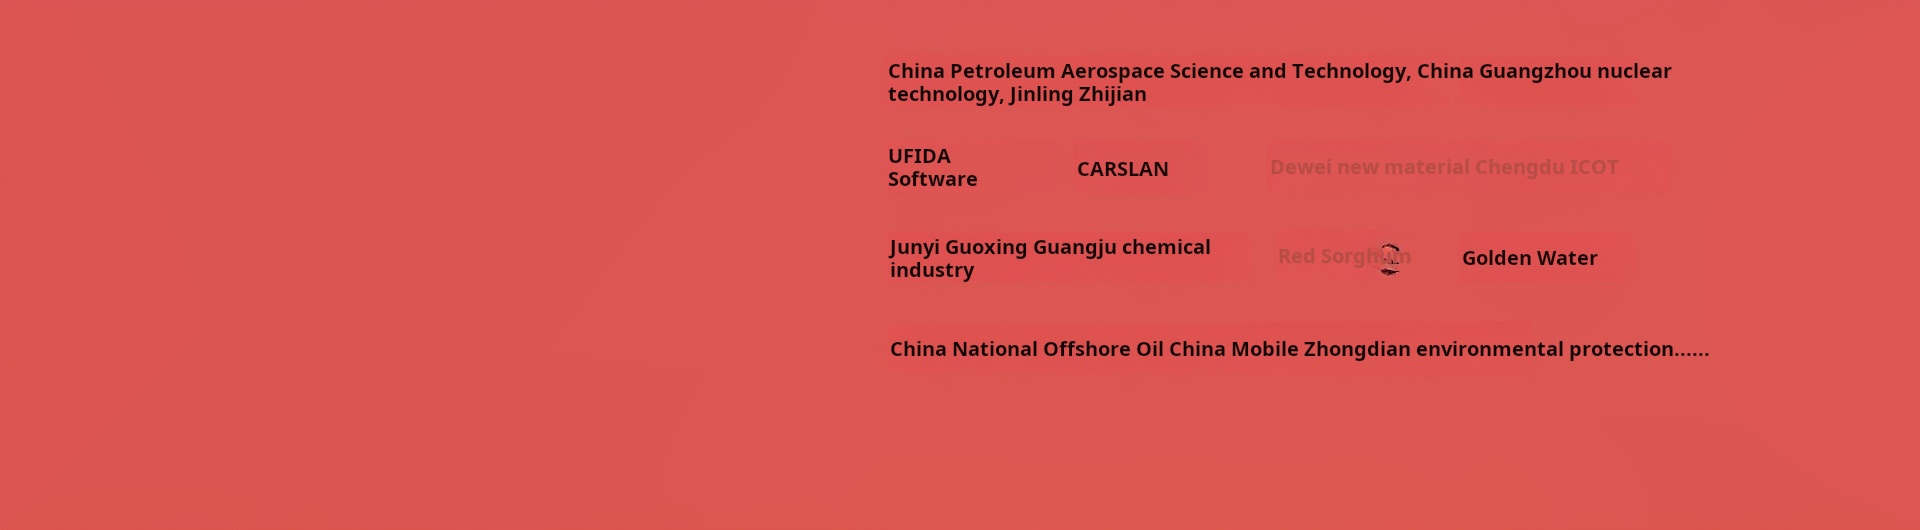 China Petroleum Aerospace Science and Technology, China Guangzhou nuclear
technology, Jinling Zhijian
UFIDA
Software
CARSLAN
Dewei new material Chengdu ICOT
Junyi Guoxing Guangju chemical
industry
Red Sorghum
Golden Water
China National Offshore Oil China Mobile Zhongdian environmental protection......